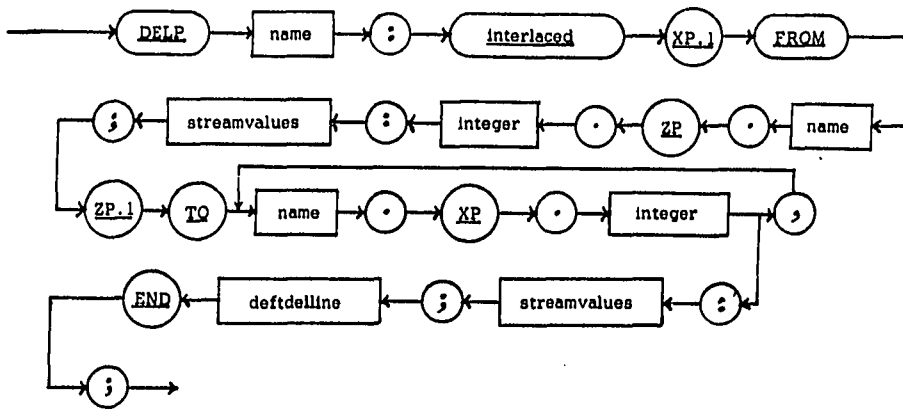 DELP name : interlaced XP.1 FROM
; streamvalues : integer . ZP . name
ZP.1 TO name . XP . integer ,
END deftdelline ; streamvalues :
;